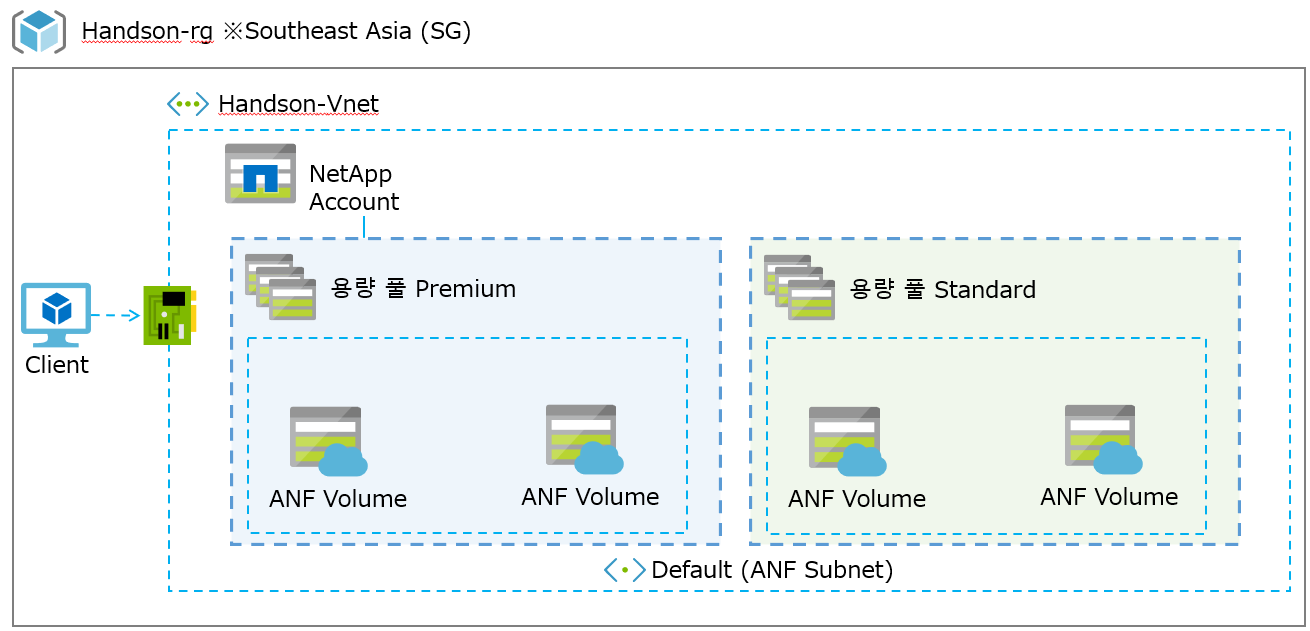 Handson-rg ※Southeast Asia (SG)
Handson-Vnet
NetApp
Account
용량 풀 Premium
용량 풀 Standard
Client
ANF Volume
ANF Volume
ANF Volume
ANF Volume
Default (ANF Subnet)